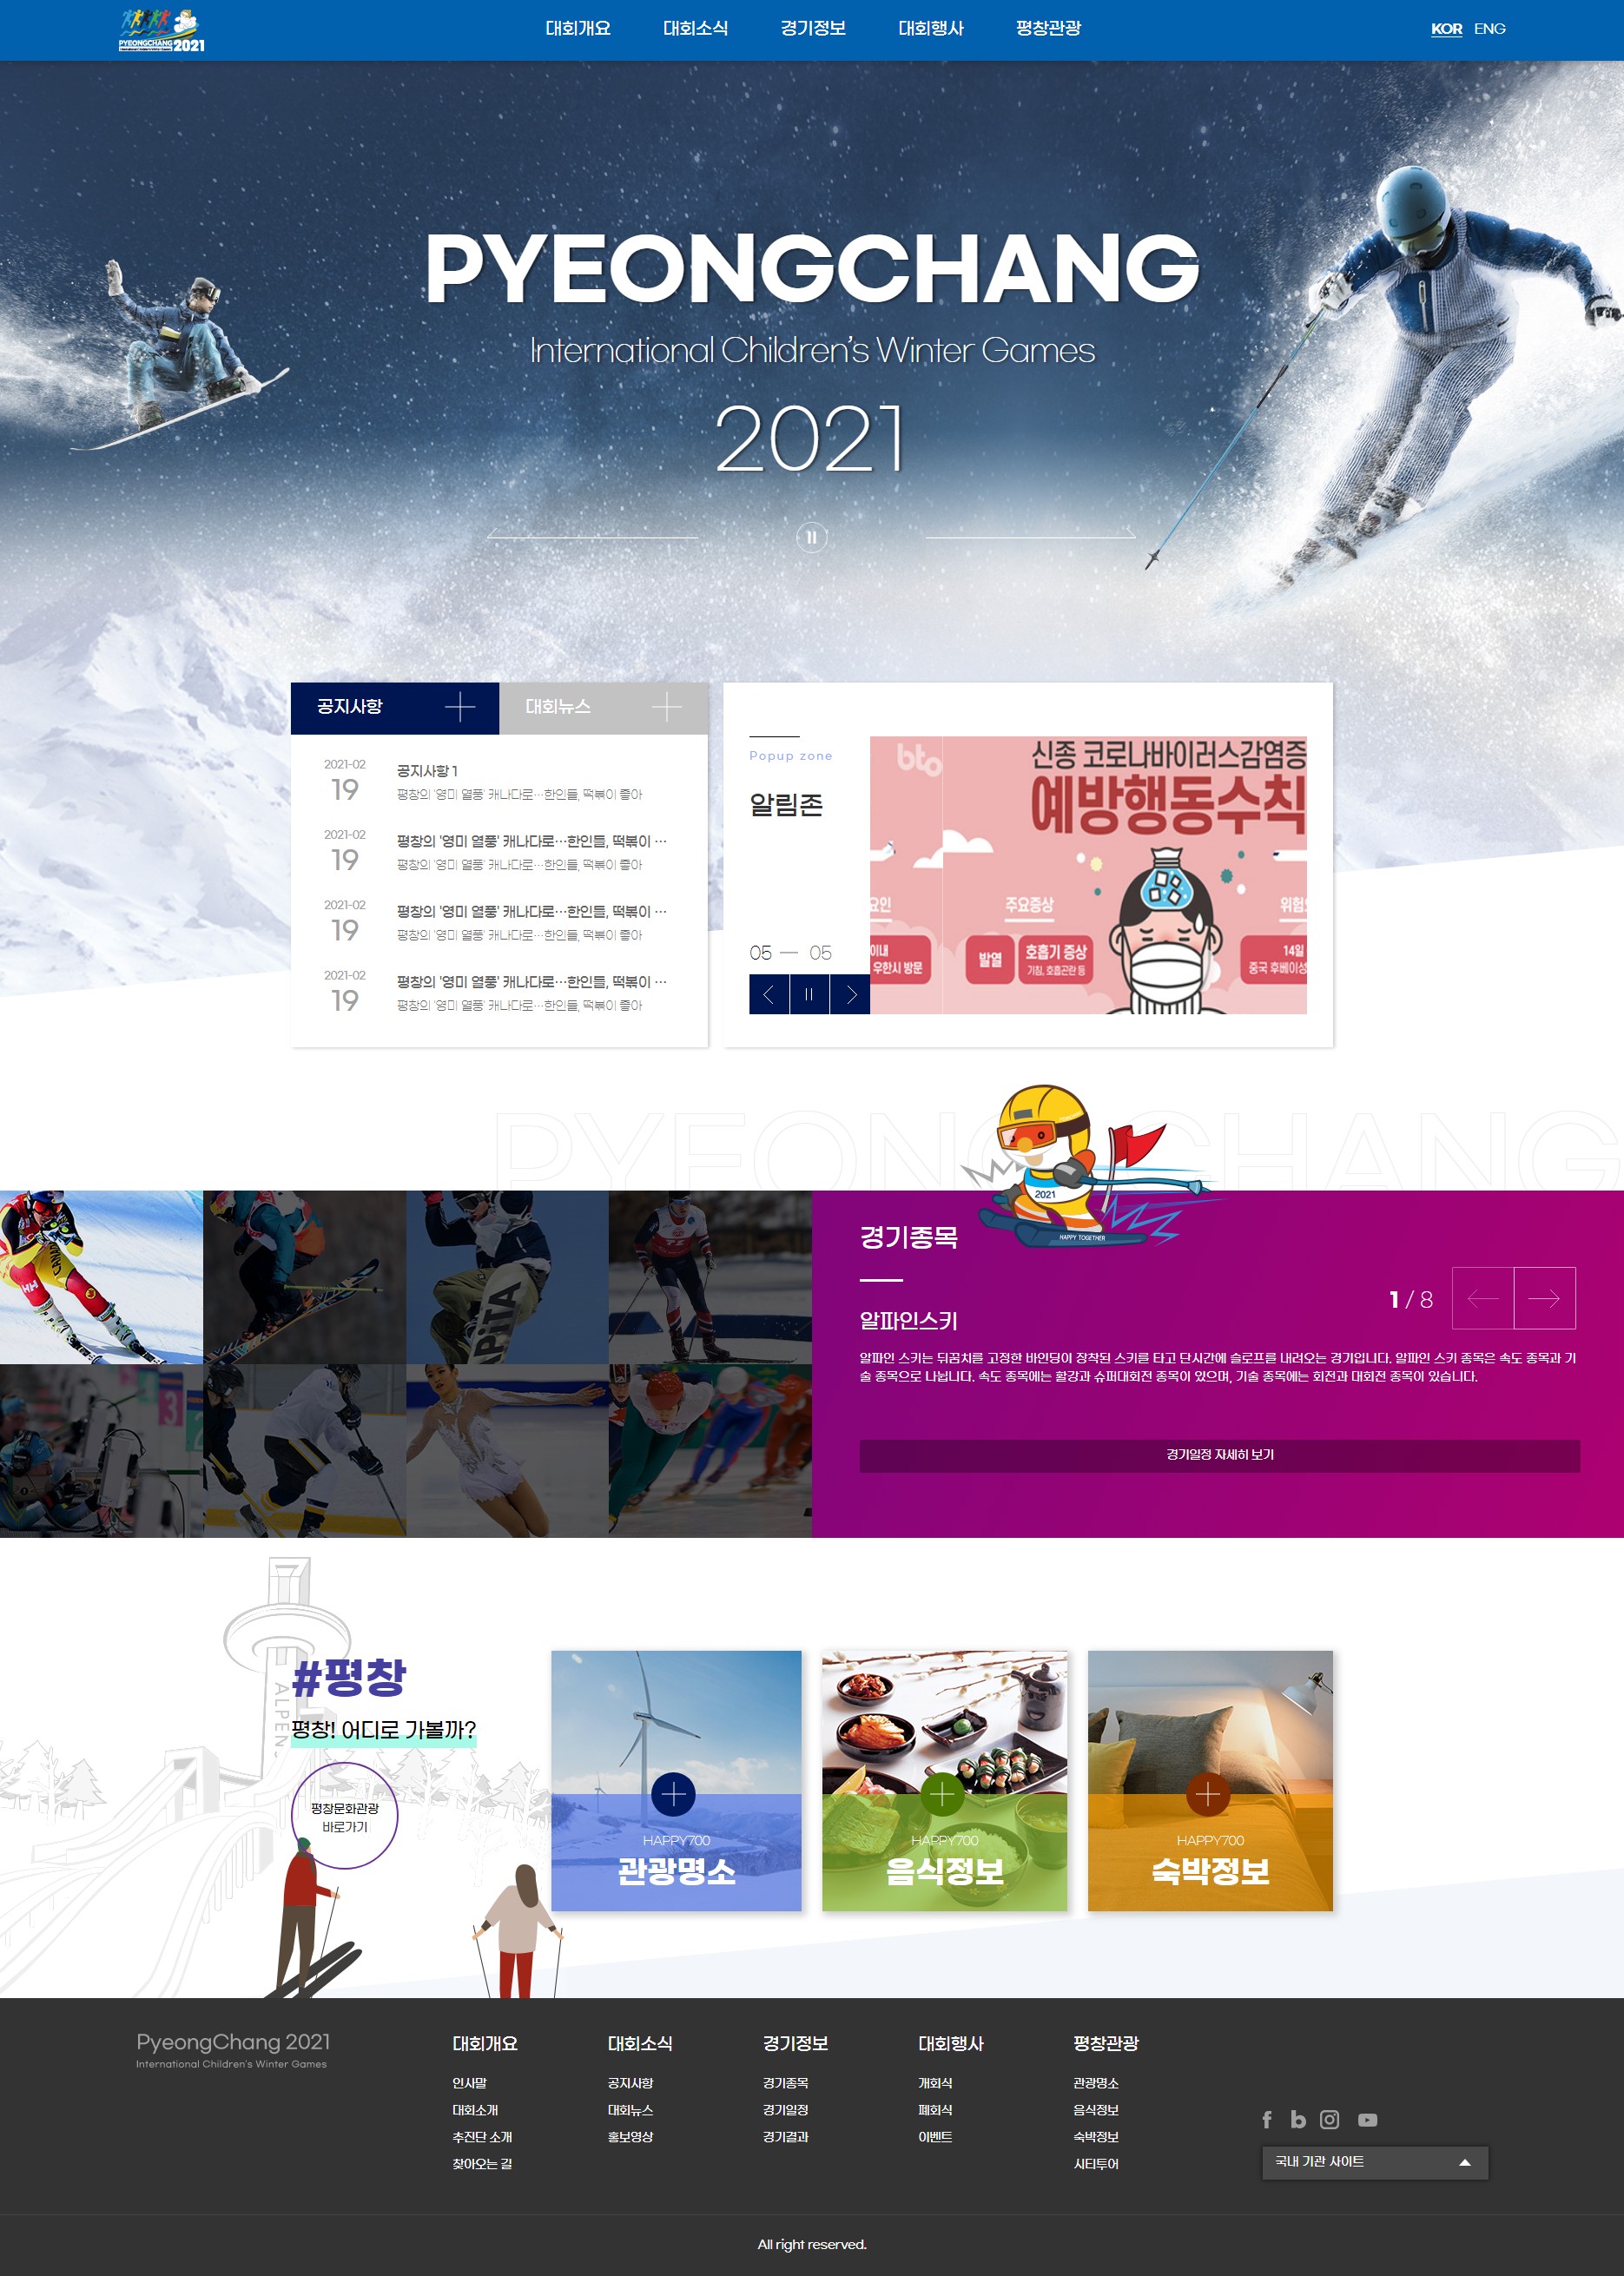 PYEONGCHANG 2021
대회개요 대회소식 경기정보 대회행사 평창관광
KOR ENG
PYEONGCHANG
International Children's Winter Games
2021
공지사항
대회뉴스
2021-02
19
공지사항 1
평창의 '영미 열풍' 캐나다로…한인들, 떡볶이 좋아
2021-02
19
평창의 '영미 열풍' 캐나다로…한인들, 떡볶이 …
평창의 '영미 열풍' 캐나다로…한인들, 떡볶이 좋아
2021-02
19
평창의 '영미 열풍' 캐나다로…한인들, 떡볶이 …
평창의 '영미 열풍' 캐나다로…한인들, 떡볶이 좋아
2021-02
19
평창의 '영미 열풍' 캐나다로…한인들, 떡볶이 …
평창의 '영미 열풍' 캐나다로…한인들, 떡볶이 좋아
Popup zone
알림존
05 — 05
bto
신종 코로나바이러스감염증
예방행동수칙
요인
주요증상
위험
이내
우한시 방문
발열
호흡기 증상
기침, 호흡곤란 등
14일
중국 후베이성
PYEONGCHANG
2021
HAPPY TOGETHER
PiTA
3
경기종목
알파인스키
1 / 8
알파인 스키는 뒤꿈치를 고정한 바인딩이 장착된 스키를 타고 단시간에 슬로프를 내려오는 경기입니다. 알파인 스키 종목은 속도 종목과 기
술 종목으로 나뉩니다. 속도 종목에는 활강과 슈퍼대회전 종목이 있으며, 기술 종목에는 회전과 대회전 종목이 있습니다.
경기일정 자세히 보기
ALPEN
#평창
평창! 어디로 가볼까?
평창문화관광
바로가기
HAPPY700
관광명소
HAPPY700
음식정보
HAPPY700
숙박정보
PyeongChang 2021
International Children's Winter Games
대회개요
인사말
대회소개
추진단 소개
찾아오는 길
대회소식
공지사항
대회뉴스
홍보영상
경기정보
경기종목
경기일정
경기결과
대회행사
개회식
폐회식
이벤트
평창관광
관광명소
음식정보
숙박정보
시티투어
국내 기관 사이트
All right reserved.